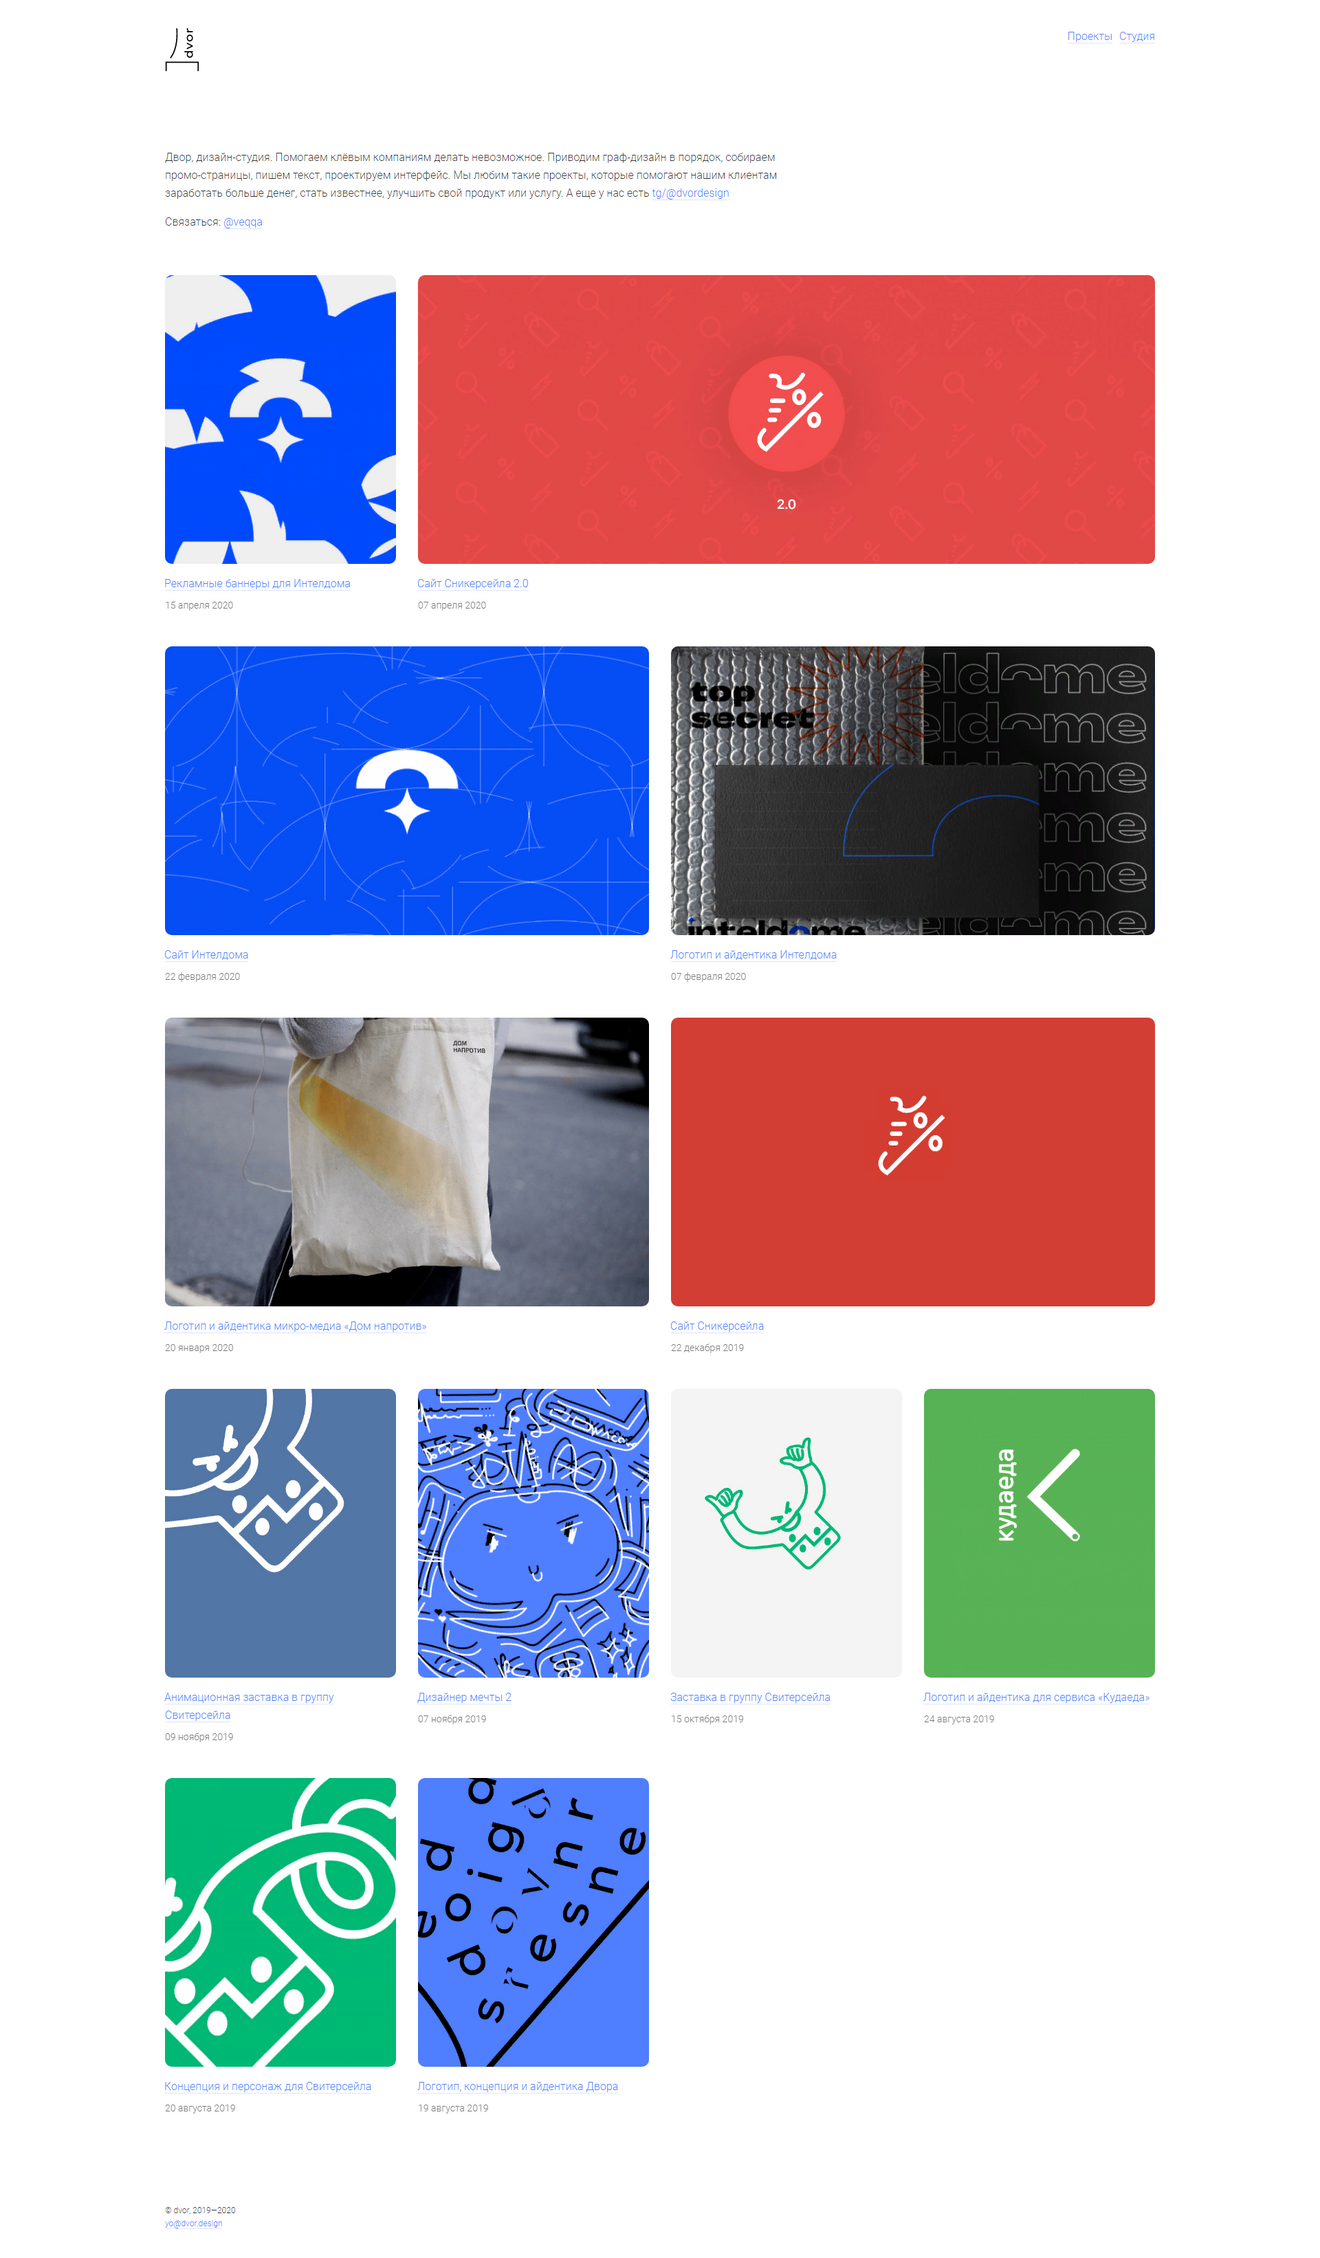 dvor
Проекты Студия
Двор, дизайн-студия. Помогаем клёвым компаниям делать невозможное. Приводим граф-дизайн в порядок, собираем
промо-страницы, пишем текст, проектируем интерфейс. Мы любим такие проекты, которые помогают нашим клиентам
заработать больше денег, стать известнее, улучшить свой продукт или услугу. А еще у нас есть tg/@dvordesign
Связаться: @veqqa
2.0
Рекламные баннеры для Интелдома
15 апреля 2020
Сайт Сникерсейла 2.0
07 апреля 2020
top
secret
inteldome
Сайт Интелдома
22 февраля 2020
Логотип и айдентика Интелдома
07 февраля 2020
ДОМ
НАПРОТИВ
Логотип и айдентика микро-медиа «Дом напротив»
20 января 2020
Сайт Сникерсейла
22 декабря 2019
кудаеда
Анимационная заставка в группу
Свитерсейла
09 ноября 2019
Дизайнер мечты 2
07 ноября 2019
Заставка в группу Свитерсейла
15 октября 2019
Логотип и айдентика для сервиса «Кудаеда»
24 августа 2019
Концепция и персонаж для Свитерсейла
20 августа 2019
Логотип, концепция и айдентика Двора
19 августа 2019
© dvor, 2019—2020
yo@dvor.design